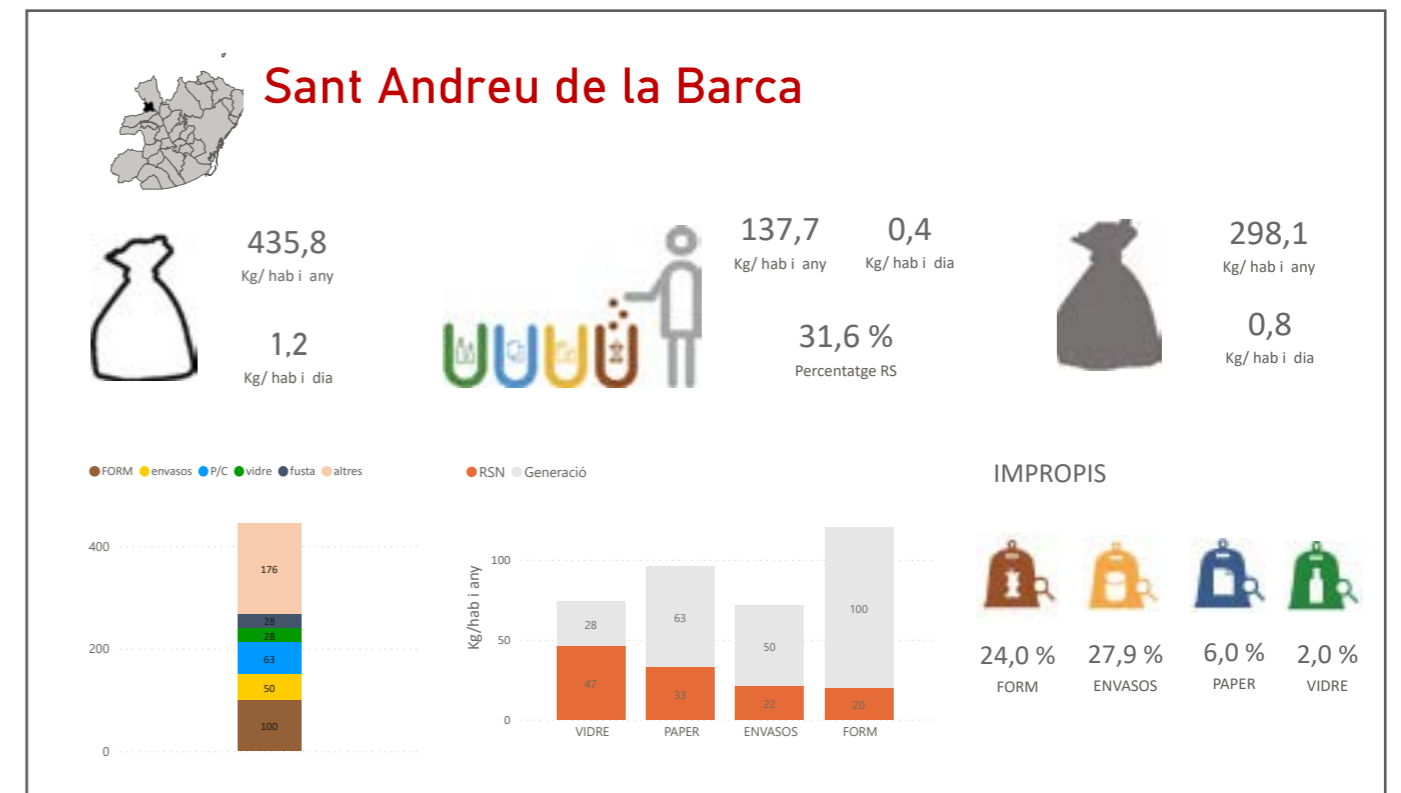 Sant Andreu de la Barca
435,8
Kg/ hab i any
1,2
Kg/ hab i dia
137,7
Kg/ hab i any
0,4
Kg/ hab i dia
31,6 %
Percentatge RS
298,1
Kg/ hab i any
0,8
Kg/ hab i dia
FORM envasos P/C vidre fusta altres
400
200
0
176
28
28
63
50
100
RSN Generació
Kg/hab i any
100
50
0
28
47
63
33
50
22
100
20
VIDRE PAPER ENVASOS FORM
IMPROPIS
24,0 %
FORM
27,9 %
ENVASOS
6,0 %
PAPER
2,0 %
VIDRE